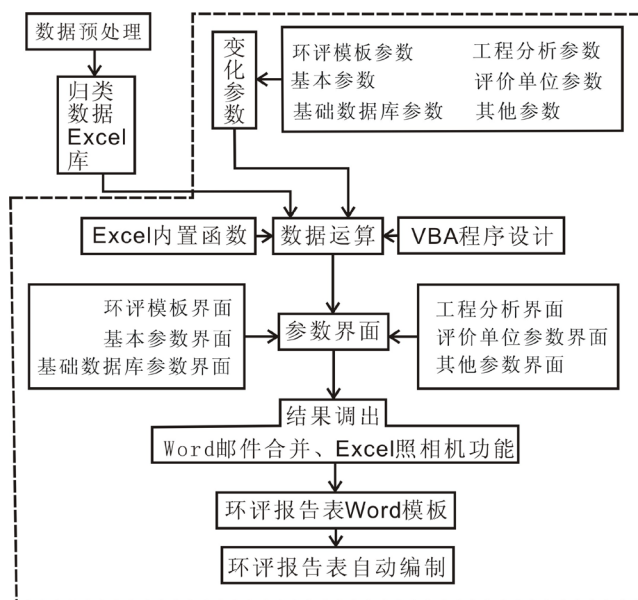 数据预处理
归类
数据
Excel
库
变化参数
环评模板参数 工程分析参数
基本参数 评价单位参数
基础数据库参数 其他参数
Excel内置函数
数据运算
VBA程序设计
环评模板界面
基本参数界面
基础数据库参数界面
参数界面
工程分析界面
评价单位参数界面
其他参数界面
结果调出
Word邮件合并、Excel照相机功能
环评报告表Word模板
环评报告表自动编制